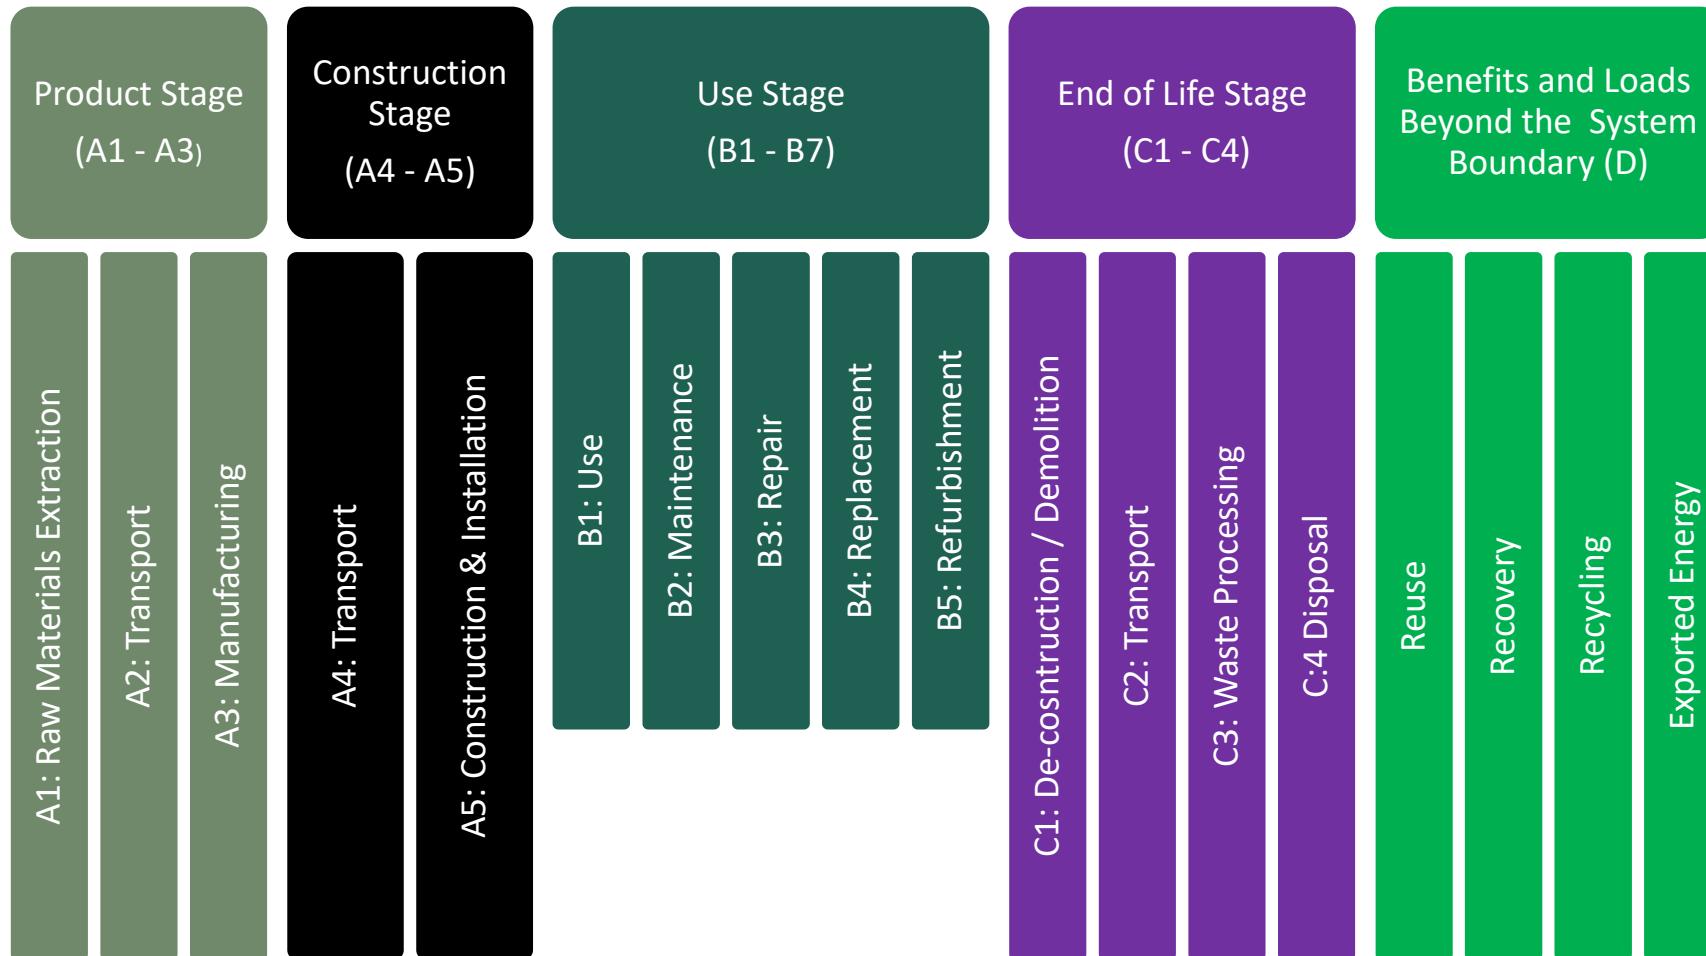 Product Stage
(A1 - A3)
Construction
Stage
(A4 - A5)
Use Stage
(B1 - B7)
End of Life Stage
(C1 - C4)
Benefits and Loads
Beyond the System
Boundary (D)
A1: Raw Materials Extraction
A2: Transport
A3: Manufacturing
A4: Transport
A5: Construction & Installation
B1: Use
B2: Maintenance
B3: Repair
B4: Replacement
B5: Refurbishment
C1: De-cosntruction / Demolition
C2: Transport
C3: Waste Processing
C:4 Disposal
Reuse
Recovery
Recycling
Exported Energy